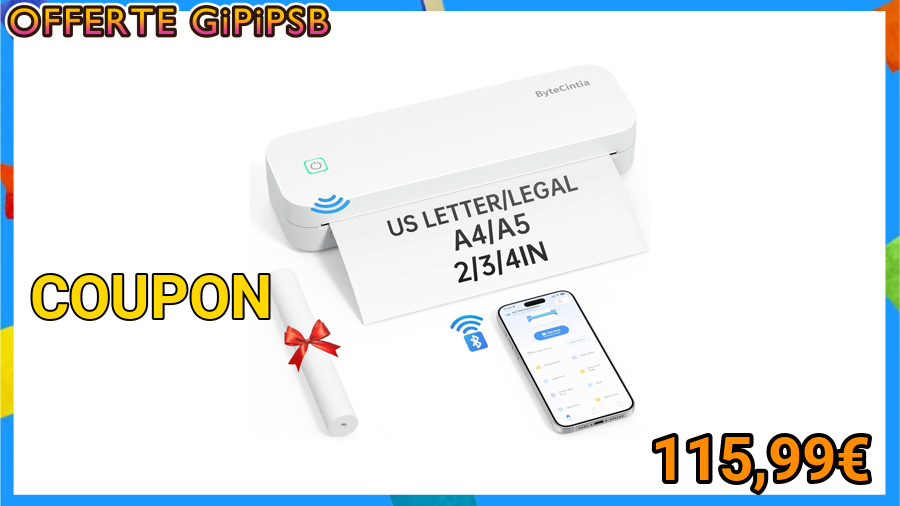 OFFERTE GiPiPSB
ByteCintia
US LETTER/LEGAL
A4/A5
2/3/4IN
COUPON
115,99€